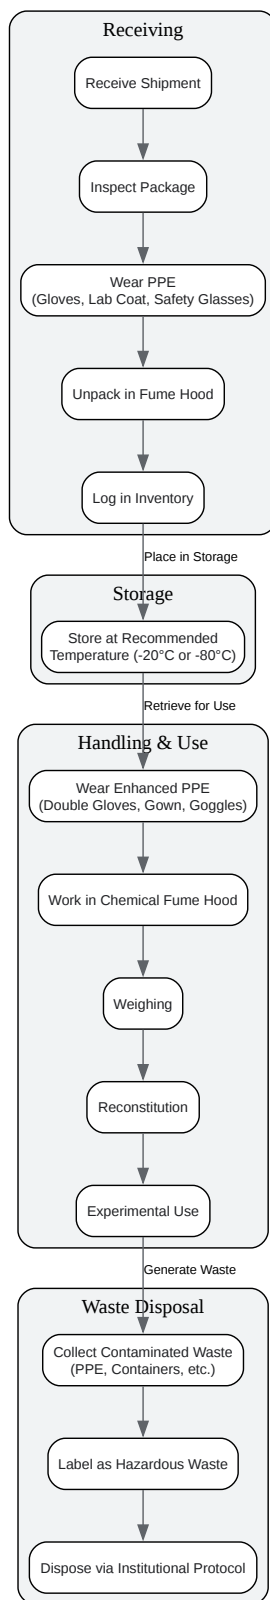 Receiving
Receive Shipment
Inspect Package
Wear PPE
(Gloves, Lab Coat, Safety Glasses)
Unpack in Fume Hood
Log in Inventory
Place in Storage
Storage
Store at Recommended
Temperature (-20°C or -80°C)
Retrieve for Use
Handling & Use
Wear Enhanced PPE
(Double Gloves, Gown, Goggles)
Work in Chemical Fume Hood
Weighing
Reconstitution
Experimental Use
Generate Waste
Waste Disposal
Collect Contaminated Waste
(PPE, Containers, etc.)
Label as Hazardous Waste
Dispose via Institutional Protocol